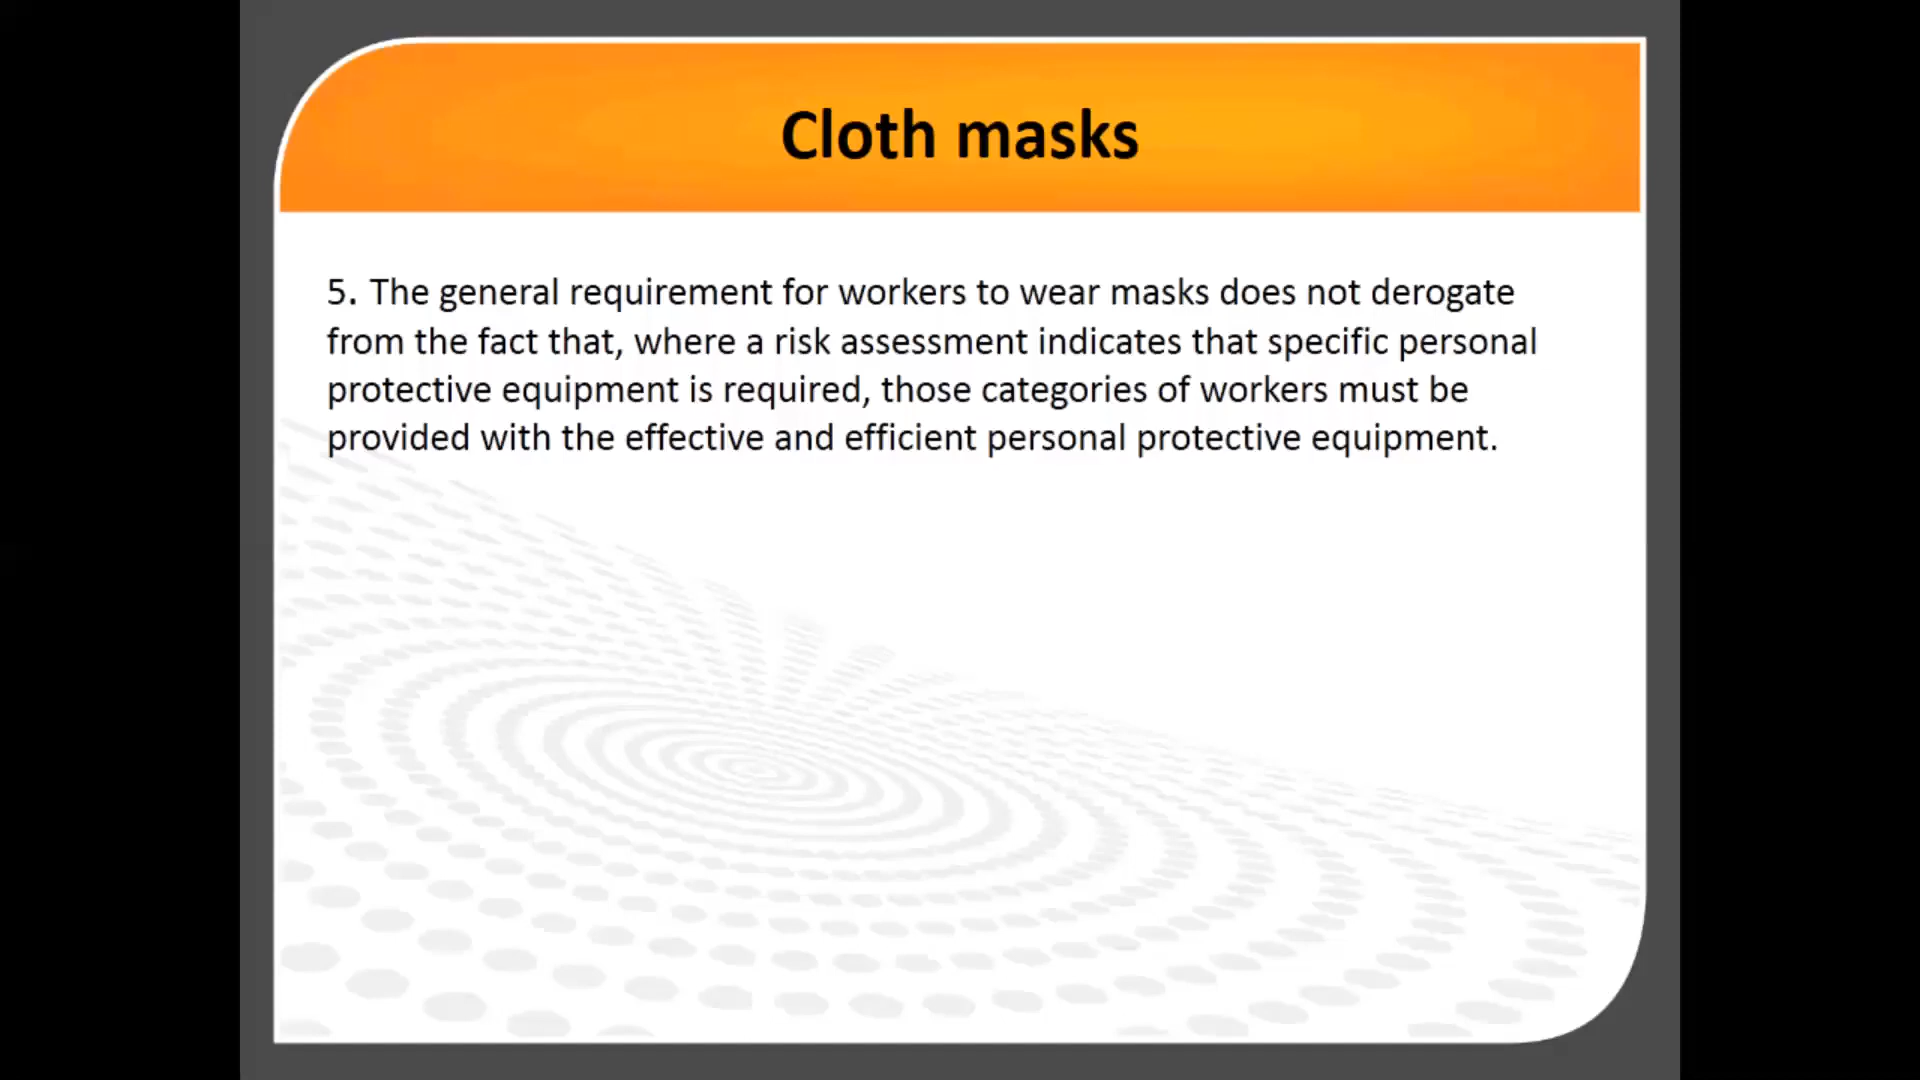 Cloth masks
5. The general requirement for workers to wear masks does not derogate
from the fact that, where a risk assessment indicates that specific personal
protective equipment is required, those categories of workers must be
provided with the effective and efficient personal protective equipment.